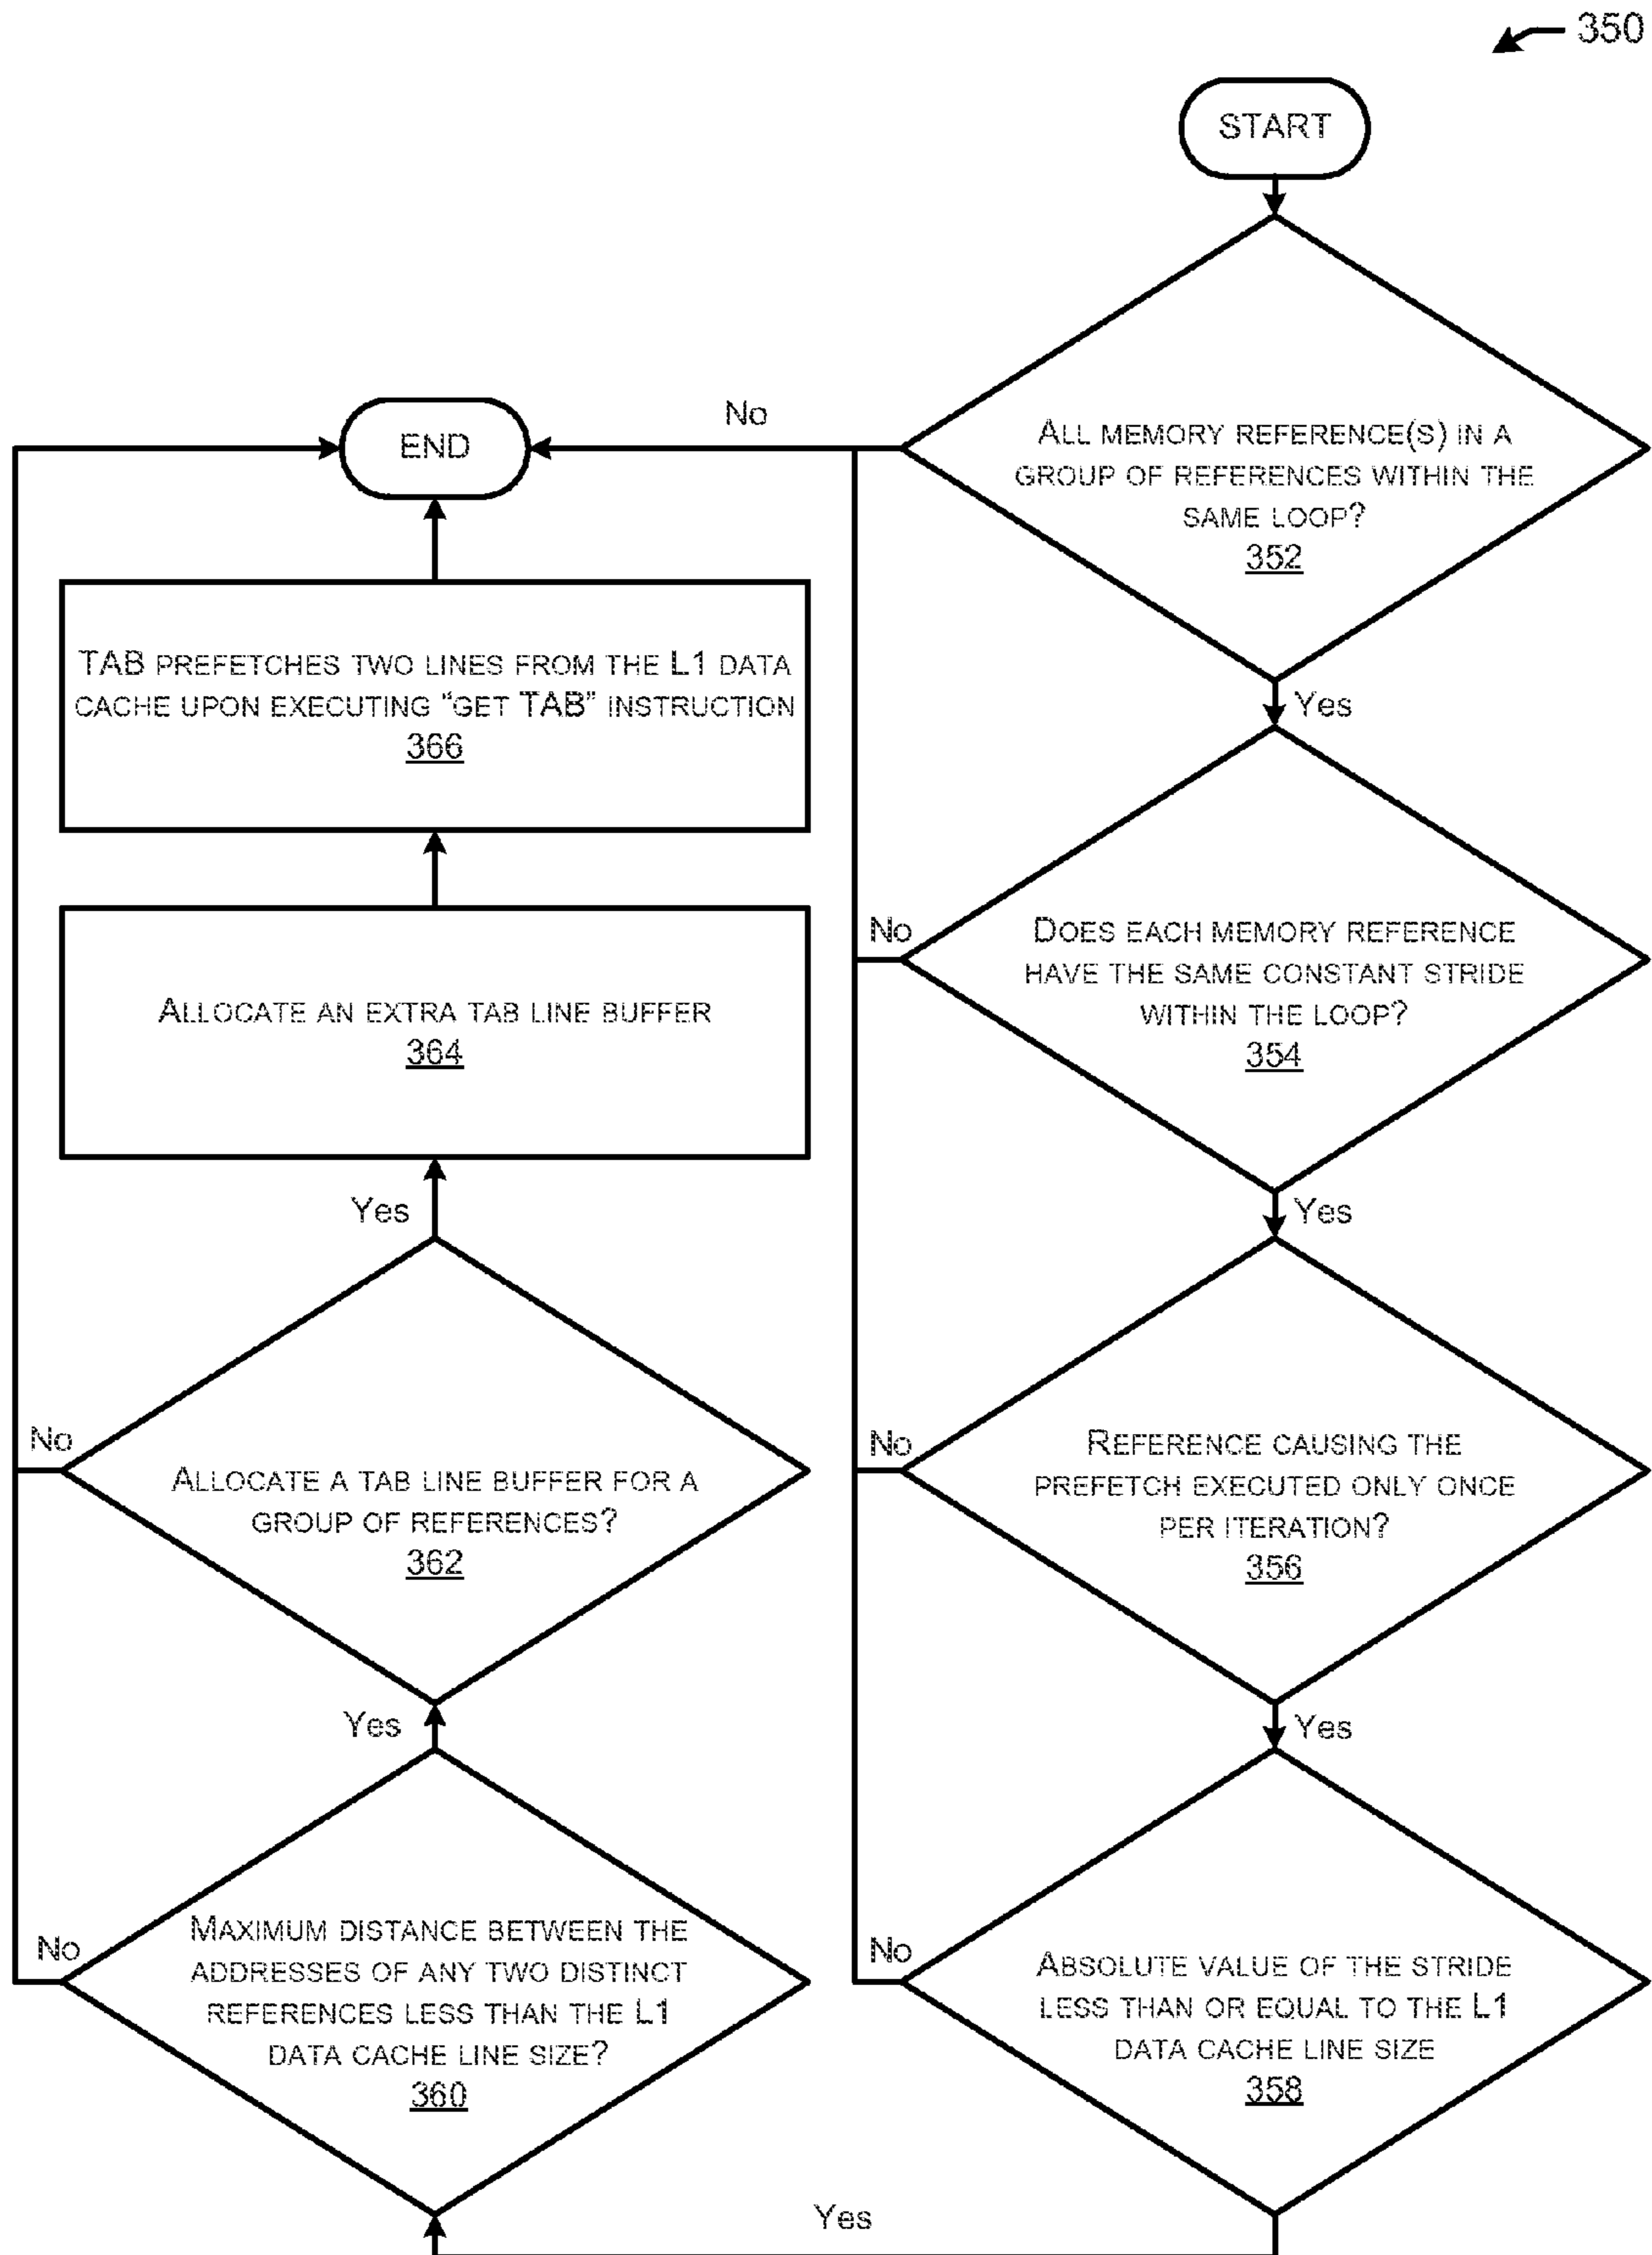 350
START
ALL MEMORY REFERENCE(S) IN A
GROUP OF REFERENCES WITHIN THE
SAME LOOP?
352
No
Yes
DOES EACH MEMORY REFERENCE
HAVE THE SAME CONSTANT STRIDE
WITHIN THE LOOP?
354
No
Yes
REFERENCE CAUSING THE
PREFETCH EXECUTED ONLY ONCE
PER ITERATION?
356
No
Yes
ABSOLUTE VALUE OF THE STRIDE
LESS THAN OR EQUAL TO THE L1
DATA CACHE LINE SIZE
358
No
Yes
MAXIMUM DISTANCE BETWEEN THE
ADDRESSES OF ANY TWO DISTINCT
REFERENCES LESS THAN THE L1
DATA CACHE LINE SIZE?
360
No
Yes
ALLOCATE A TAB LINE BUFFER FOR A
GROUP OF REFERENCES?
362
No
Yes
ALLOCATE AN EXTRA TAB LINE BUFFER
364
TAB PREFETCHES TWO LINES FROM THE L1 DATA
CACHE UPON EXECUTING "GET TAB" INSTRUCTION
366
END